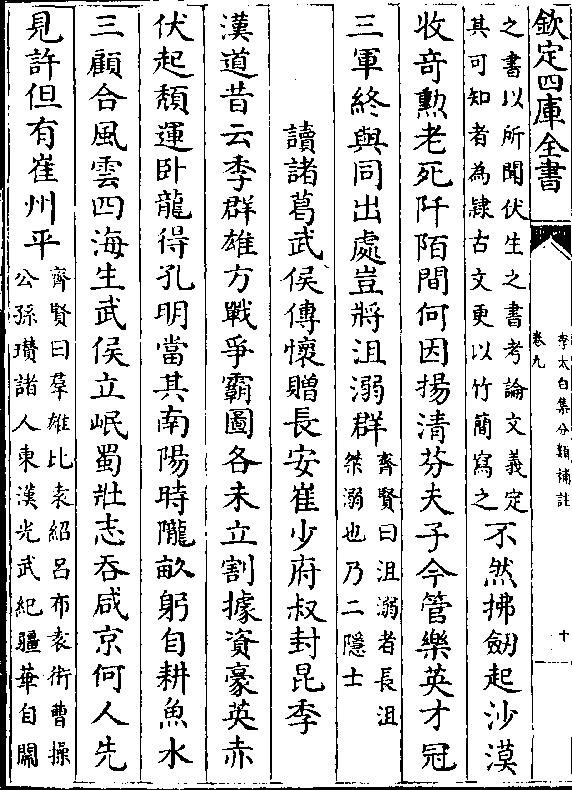 欽定四庫全書
李太白集分類補註
卷九
十
之書以所聞伏生之書考論文義定
其可知者為隸古文更以竹簡寫之
不然拂劒起沙漠
收竒勲老死阡陌間何因揚清芬夫子今管樂英才冠
三軍終與同出處豈將沮溺群
齊賢曰沮溺者長沮
桀溺也乃二隱士
讀諸葛武侯傳懷贈長安崔少府叔封昆季
漢道昔云季群雄方戰爭霸圖各未立割據資豪英赤
伏起頽運卧龍得孔明當其南陽時隴畝躬自耕魚水
三顧合風雲四海生武侯立岷蜀壯志吞咸京何人先
見許但有崔州平
齊賢曰羣雄比袁紹呂布袁術曹操
公孫瓚諸人東漢光武紀疆華自闗